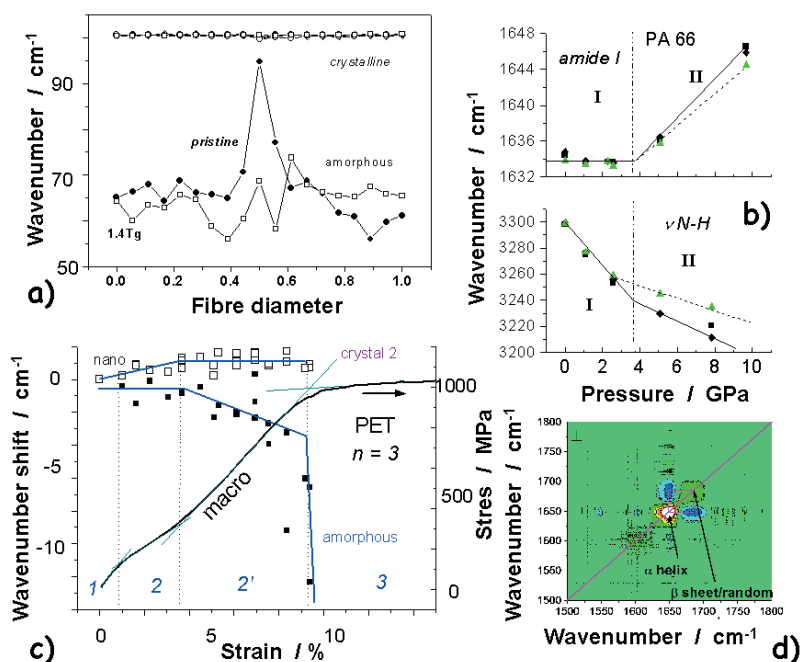 a)
Wavenumber / cm-1
90
70
50
crystalline
pristine
amorphous
1.4Tg
0.0 0.2 0.4 0.6 0.8 1.0
Fibre diameter
b)
Wavenumber / cm-1
1648
1644
1640
1636
1632
amide I
PA 66
I
II
3300
3280
3260
3240
3220
3200
ν N-H
I
II
0 2 4 6 8 10
Pressure / GPa
c)
Wavenumber shift / cm-1
0
-5
-10
nano
crystal 2
macro
PET
n = 3
amorphous
1 2 2' 3
0 5 10
Strain / %
1000
500
0
Stres / MPa
d)
Wavenumber / cm-1
1800
1700
1650
1600
1500
α helix
β sheet/random
1500 1600 1650 1700 1800
Wavenumber / cm-1